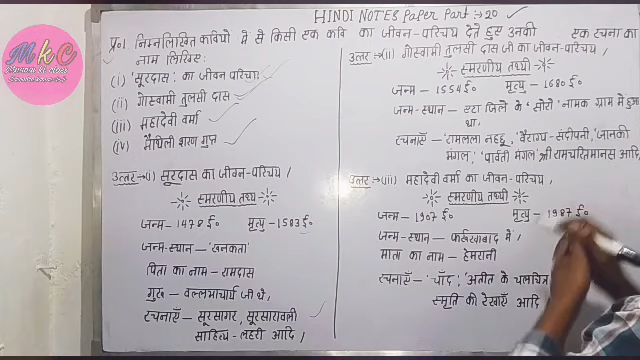 HINDI NOTES Paper Part:- 20
प्र०1 निम्नलिखित कवियो में से किसी एक कवि का जीवन-परिचय देते हुए उनकी एक रचना का
नाम लिखिए-
(i) 'सूरदास' का जीवन परिचय
(ii) गोस्वामी तुलसी दास
(iii) महादेवी वर्मा
(iv) मैथिली शरण गुप्त
उत्तर-(i) सूरदास का जीवन-परिचय,
स्मरणीय तथ्य
जन्म - 1478 ई० मृत्यु - 1583 ई०
जन्म-स्थान - 'खनकता'
पिता का नाम - रामदास
गुरु - वल्लभाचार्य जी थे,
रचनाएँ - सूरसागर, सूरसारावली
साहित्य-लहरी आदि,
उत्तर-(ii) गोस्वामी तुलसी दास जी का जीवन-परिचय,
स्मरणीय तथ्यी
जन्म - 1554 ई० मृत्यु - 1680 ई०
जन्म-स्थान - एटा जिले के 'सोरो' नामक ग्राम में हुआ
था,
रचनाएँ - 'रामलला नहछू, 'वैराग्य-संदीपनी, 'जानकी
मंगल, 'पार्वती मंगल' श्री रामचरितमानस आदि,
उत्तर-(iii) महादेवी वर्मा का जीवन-परिचय,
स्मरणीय तथ्यी
जन्म - 1907 ई० मृत्यु - 1987 ई०
जन्म-स्थान - फर्रुखाबाद में,
माता का नाम - हेमरानी
रचनाएँ - 'चाँद', 'अतीत के चलचित्र
स्मृति की रेखाएँ आदि
MKC